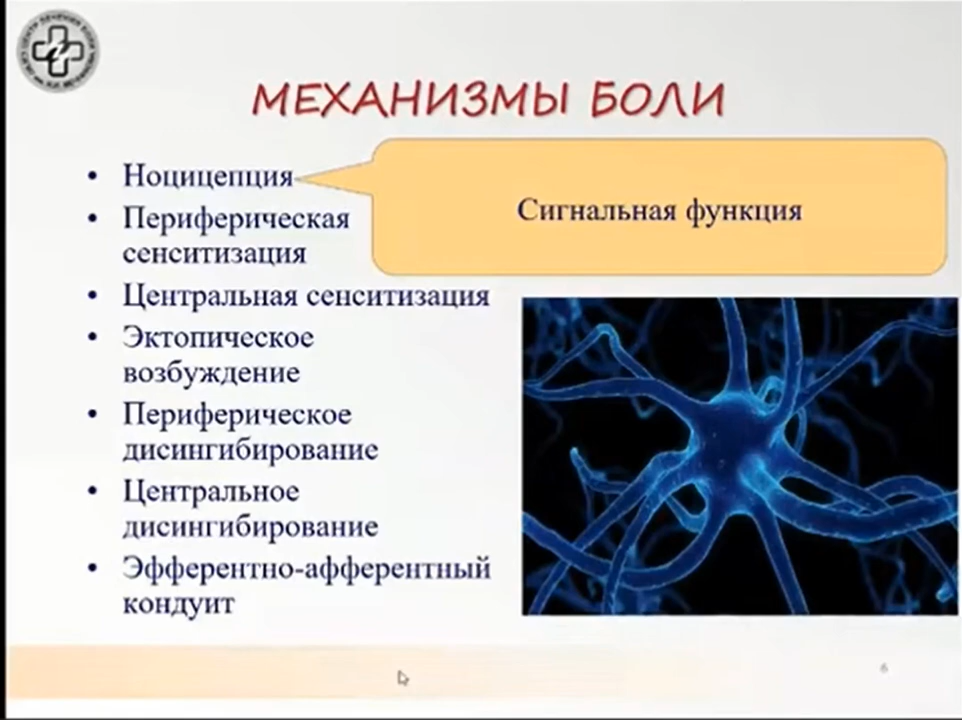 МЕХАНИЗМЫ БОЛИ
• Ноцицепция
Сигнальная функция
• Периферическая
сенситизация
• Центральная сенситизация
• Эктопическое
возбуждение
• Периферическое
дисингибирование
• Центральное
дисингибирование
• Эфферентно-афферентный
кондуит
6